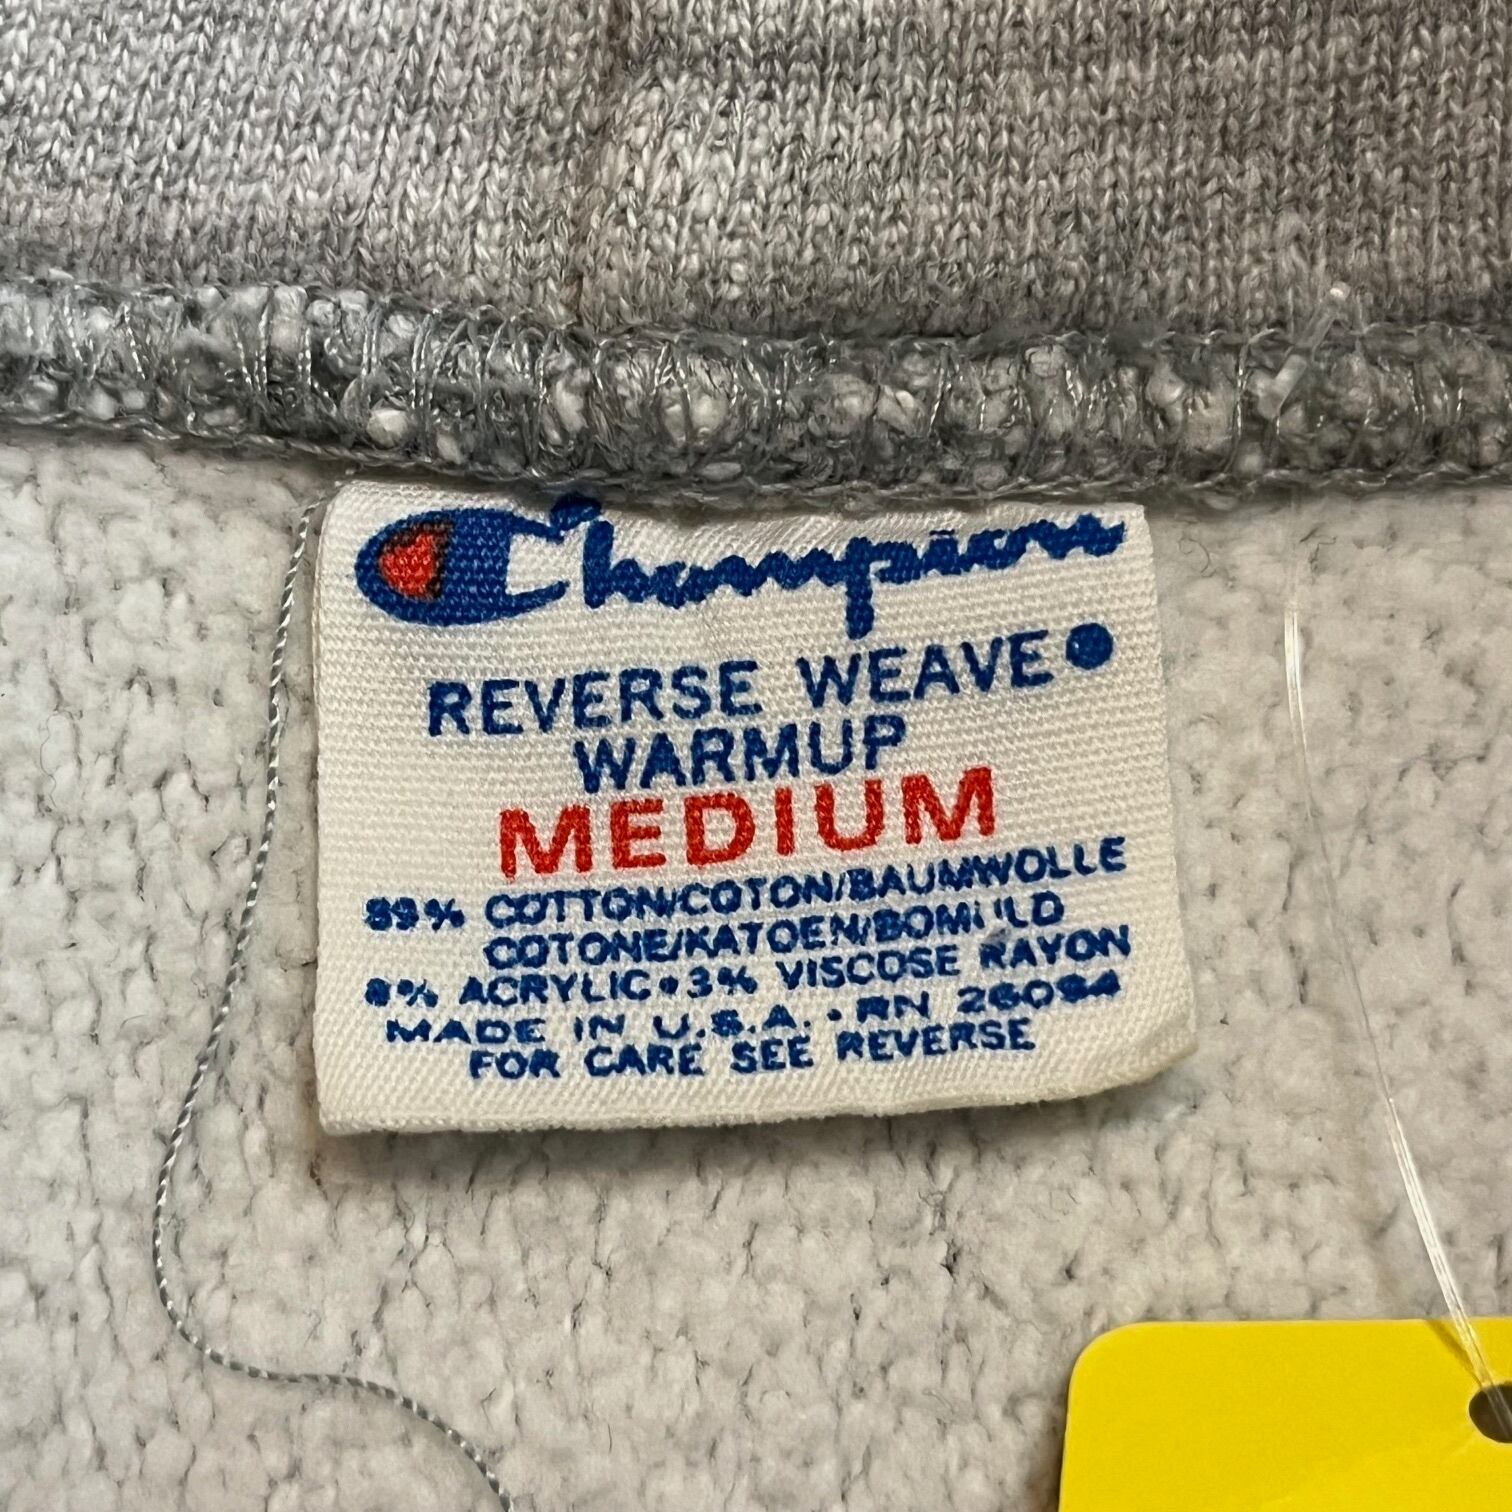 Champion
REVERSE WEAVE
WARMUP
MEDIUM
89% COTTON/COTON/BAUMWOLLE
COTONE/KATOEN/BOMULD
8% ACRYLIC • 3% VISCOSE RAYON
MADE IN U.S.A. • RN 26094
FOR CARE SEE REVERSE